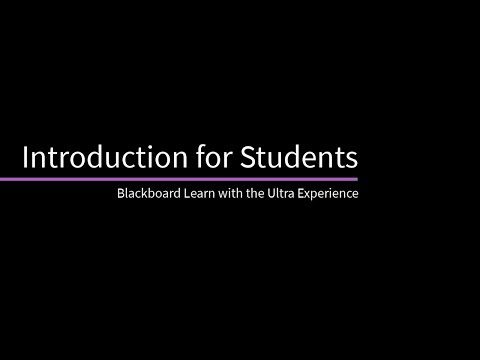 Introduction for Students
Blackboard Learn with the Ultra Experience